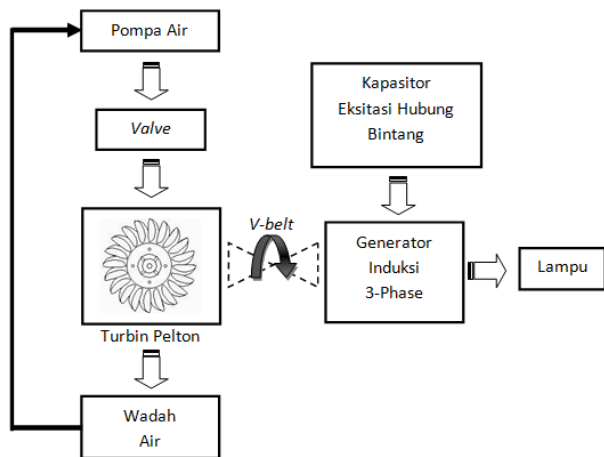 Pompa Air
Kapasitor
Eksitasi Hubung
Bintang
Valve
V-belt
Generator
Induksi
3-Phase
Lampu
Turbin Pelton
Wadah
Air